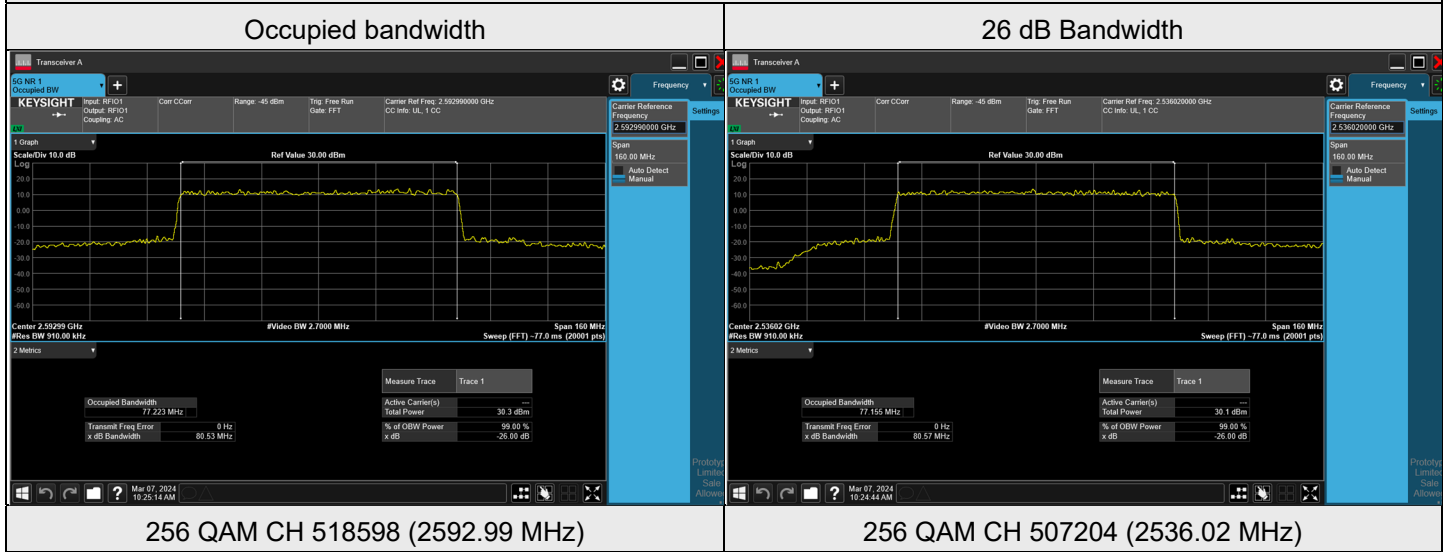 Occupied bandwidth
26 dB Bandwidth
Transceiver A
5G NR 1
Occupied BW
KEYSIGHT
Input: RFIO1
Output: RFIO1
Coupling: AC
Corr CCorr
Range: -45 dBm
Trig: Free Run
Gate: FFT
Carrier Ref Freq: 2.592990000 GHz
CC Info: UL, 1 CC
LXI
Frequency
Carrier Reference
Frequency
2.592990000 GHz
Settings
Span
160.00 MHz
Auto Detect
Manual
1 Graph
Scale/Div 10.0 dB
Ref Value 30.00 dBm
Log
20.0
10.0
0.00
-10.0
-20.0
-30.0
-40.0
-50.0
-60.0
Center 2.59299 GHz
#Video BW 2.7000 MHz
Span 160 MHz
#Res BW 910.00 kHz
Sweep (FFT) ~77.0 ms (20001 pts)
2 Metrics
Measure Trace Trace 1
Occupied Bandwidth
77.223 MHz
Active Carrier(s) ---
Total Power 30.3 dBm
Transmit Freq Error 0 Hz
x dB Bandwidth 80.53 MHz
% of OBW Power 99.00 %
x dB -26.00 dB
Mar 07, 2024
10:25:14 AM
Prototyp
Limited
Sale
Allowe
Transceiver A
5G NR 1
Occupied BW
KEYSIGHT
Input: RFIO1
Output: RFIO1
Coupling: AC
Corr CCorr
Range: -45 dBm
Trig: Free Run
Gate: FFT
Carrier Ref Freq: 2.536020000 GHz
CC Info: UL, 1 CC
LXI
Frequency
Carrier Reference
Frequency
2.536020000 GHz
Settings
Span
160.00 MHz
Auto Detect
Manual
1 Graph
Scale/Div 10.0 dB
Ref Value 30.00 dBm
Log
20.0
10.0
0.00
-10.0
-20.0
-30.0
-40.0
-50.0
-60.0
Center 2.53602 GHz
#Video BW 2.7000 MHz
Span 160 MHz
#Res BW 910.00 kHz
Sweep (FFT) ~77.0 ms (20001 pts)
2 Metrics
Measure Trace Trace 1
Occupied Bandwidth
77.155 MHz
Active Carrier(s) ---
Total Power 30.1 dBm
Transmit Freq Error 0 Hz
x dB Bandwidth 80.57 MHz
% of OBW Power 99.00 %
x dB -26.00 dB
Mar 07, 2024
10:24:44 AM
Prototyp
Limited
Sale
Allowe
256 QAM CH 518598 (2592.99 MHz)
256 QAM CH 507204 (2536.02 MHz)